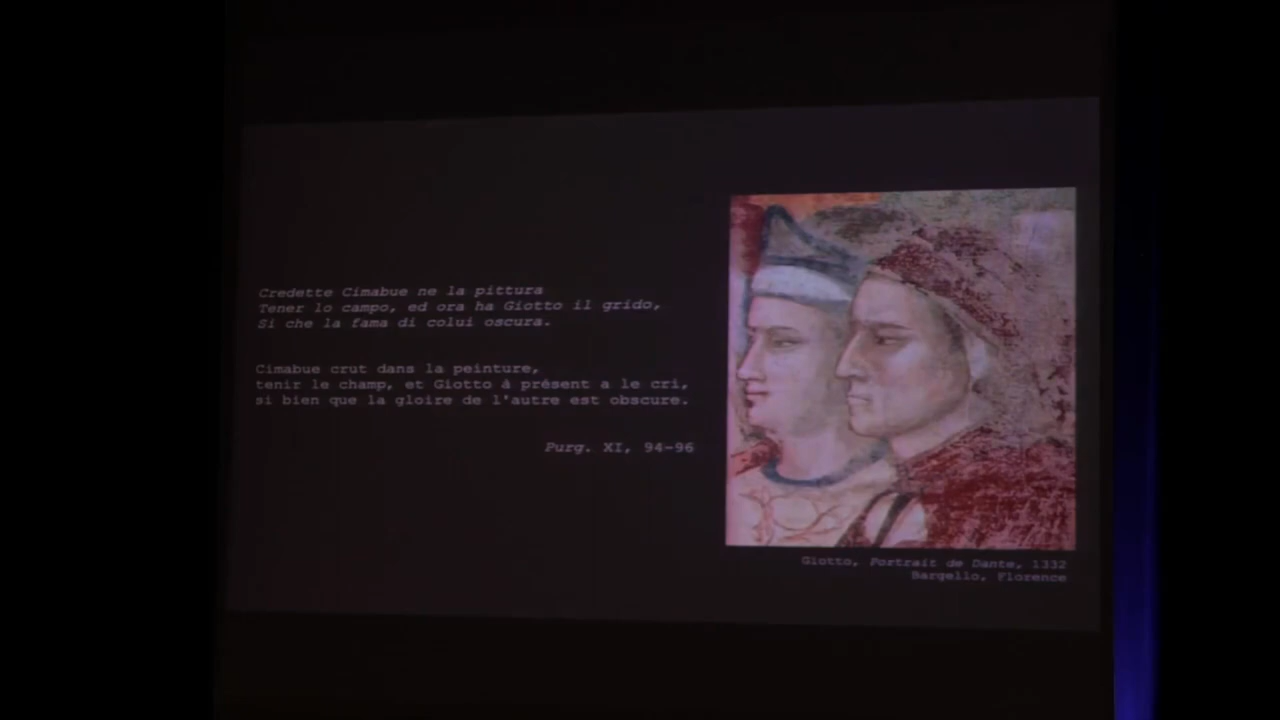 Credette Cimabue ne la pittura
Tener lo campo, ed ora ha Giotto il grido,
Si che la fama di colui oscura.
Cimabue crut dans la peinture,
tenir le champ, et Giotto à présent a le cri,
si bien que la gloire de l'autre est obscure.
Purg. XI, 94-96
Giotto, Portrait de Dante, 1332
Bargello, Florence